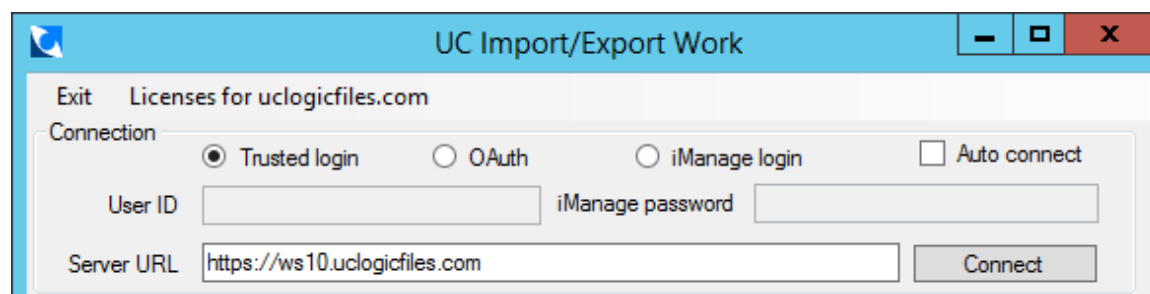 UC Import/Export Work
Exit Licenses for uclogicfiles.com
Connection
Trusted login OAuth iManage login Auto connect
User ID iManage password
Server URL https://ws10.uclogicfiles.com Connect